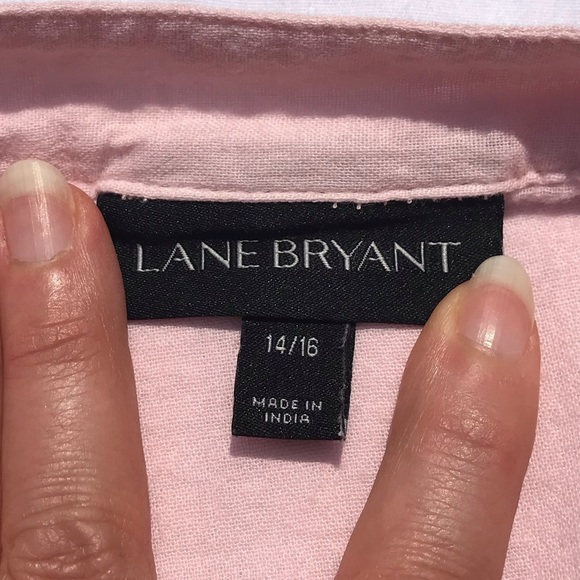 LANE BRYANT
14/16
MADE IN
INDIA